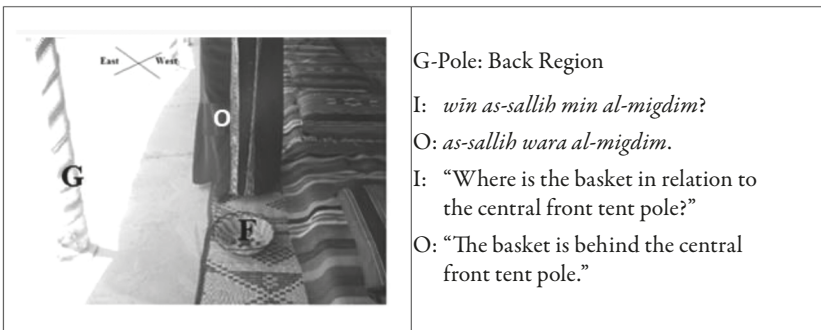 East West
O
G
F
G-Pole: Back Region
I: wīn as-sallih min al-migdim?
O: as-sallih wara al-migdim.
I: “Where is the basket in relation to
the central front tent pole?”
O: “The basket is behind the central
front tent pole.”